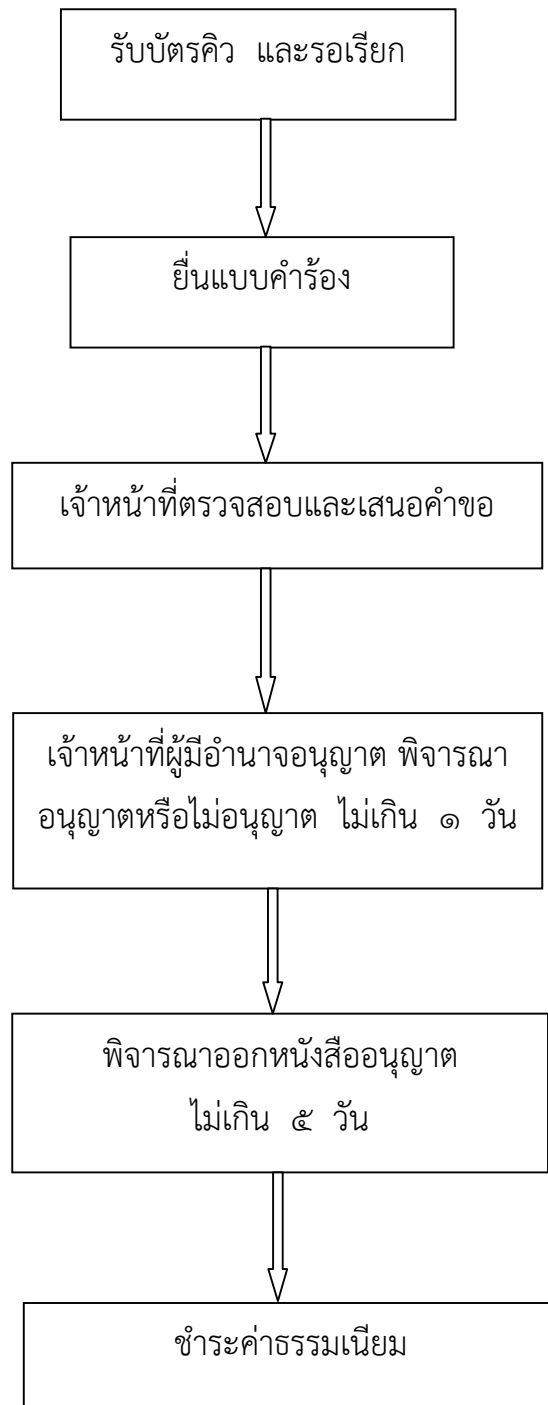 รับบัตรคิว และรอเรียก
ยื่นแบบคำร้อง
เจ้าหน้าที่ตรวจสอบและเสนอคำขอ
เจ้าหน้าที่ผู้มีอำนาจอนุญาต พิจารณา
อนุญาตหรือไม่อนุญาต ไม่เกิน ๑ วัน
พิจารณาออกหนังสืออนุญาต
ไม่เกิน ๕ วัน
ชำระค่าธรรมเนียม